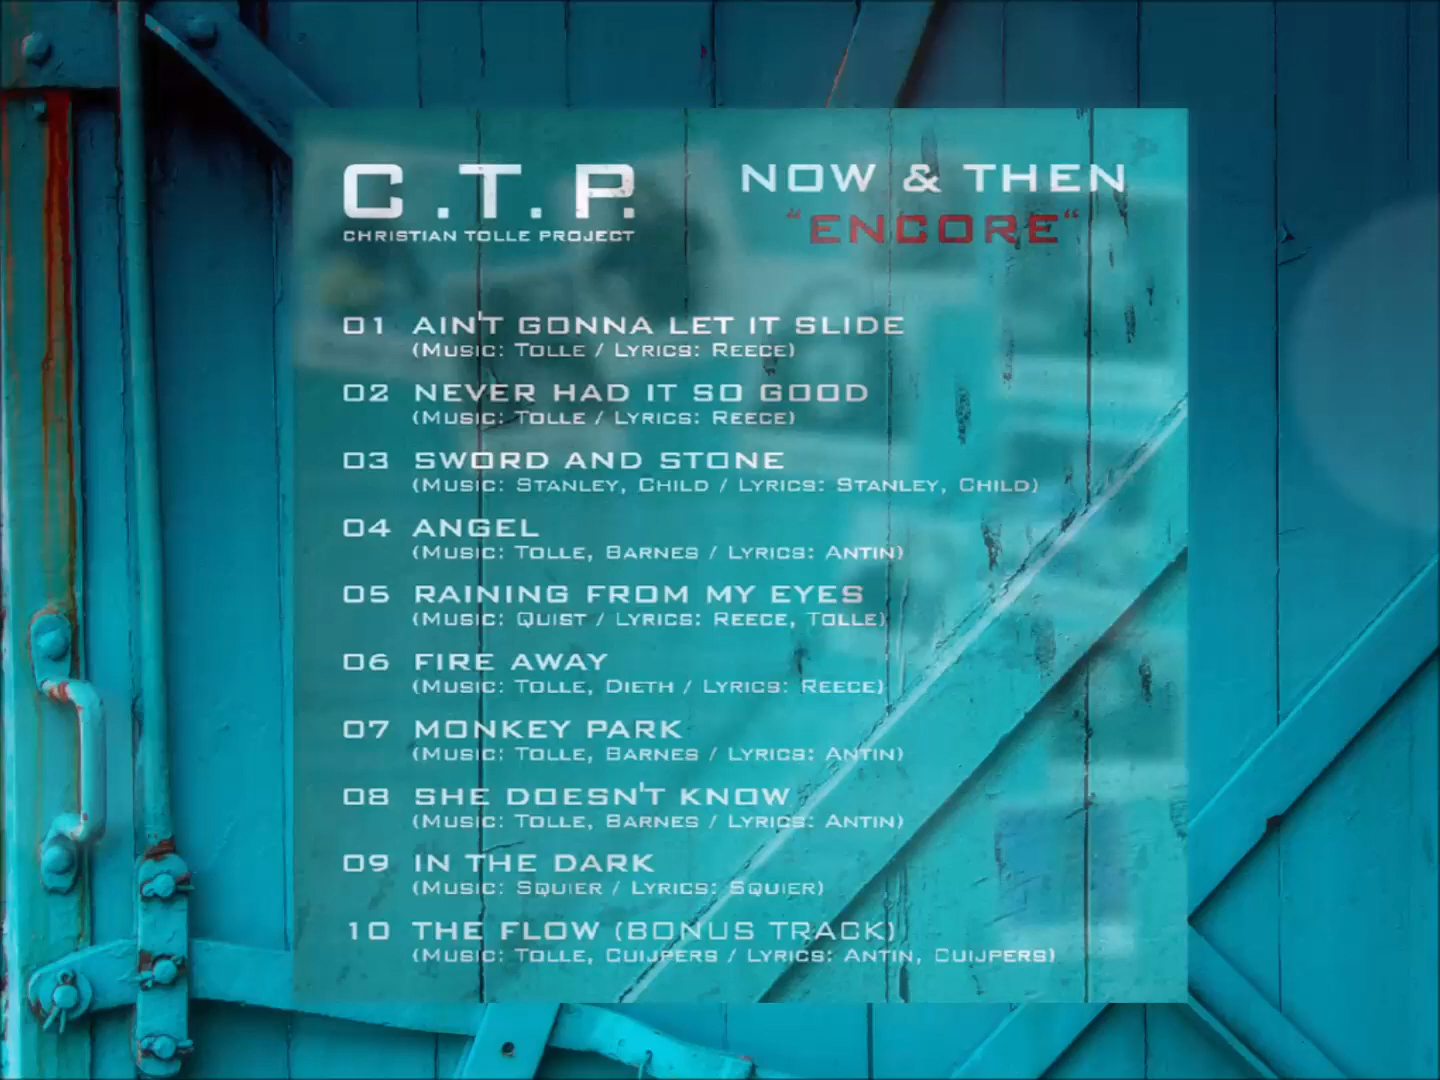 C.T.P.
CHRISTIAN TOLLE PROJECT
NOW & THEN
"ENCORE"
01 AIN'T GONNA LET IT SLIDE
(MUSIC: TOLLE / LYRICS: REECE)
02 NEVER HAD IT SO GOOD
(MUSIC: TOLLE / LYRICS: REECE)
03 SWORD AND STONE
(MUSIC: STANLEY, CHILD / LYRICS: STANLEY, CHILD)
04 ANGEL
(MUSIC: TOLLE, BARNES / LYRICS: ANTIN)
05 RAINING FROM MY EYES
(MUSIC: QUIST / LYRICS: REECE, TOLLE)
06 FIRE AWAY
(MUSIC: TOLLE, DIETH / LYRICS: REECE)
07 MONKEY PARK
(MUSIC: TOLLE, BARNES / LYRICS: ANTIN)
08 SHE DOESN'T KNOW
(MUSIC: TOLLE, BARNES / LYRICS: ANTIN)
09 IN THE DARK
(MUSIC: SQUIER / LYRICS: SQUIER)
10 THE FLOW (BONUS TRACK)
(MUSIC: TOLLE, CUIJPERS / LYRICS: ANTIN, CUIJPERS)